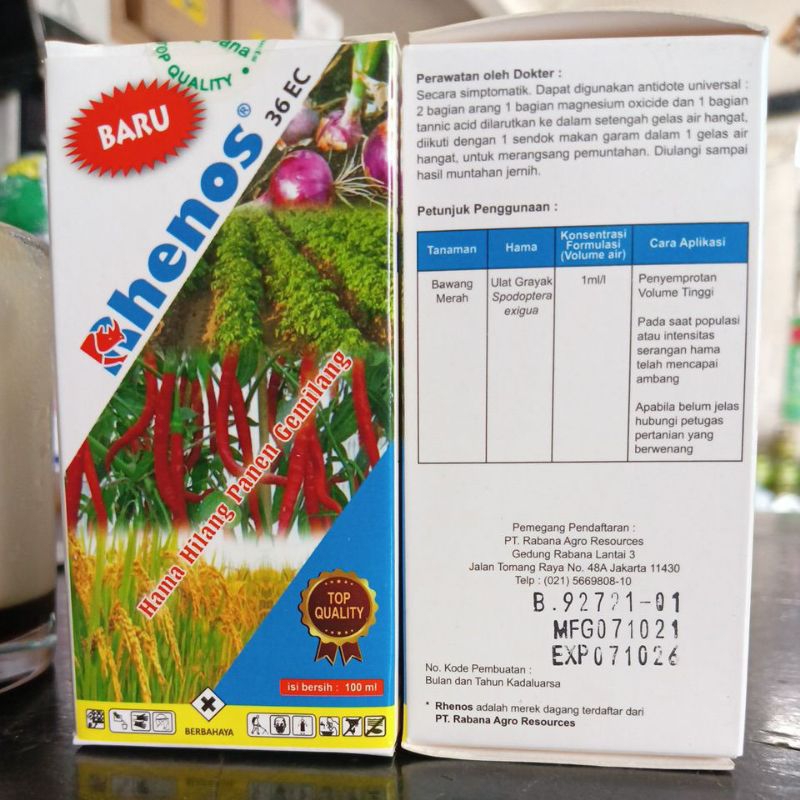 TOP QUALITY
BARU
Rhenos® 36 EC
Hama Hilang Panen Gemilang
TOP
QUALITY
isi bersih : 100 ml
BERBAHAYA
Perawatan oleh Dokter :
Secara simptomatik. Dapat digunakan antidote universal :
2 bagian arang 1 bagian magnesium oxicide dan 1 bagian
tannic acid dilarutkan ke dalam setengah gelas air hangat,
diikuti dengan 1 sendok makan garam dalam 1 gelas air
hangat, untuk merangsang pemuntahan. Diulangi sampai
hasil muntahan jernih.
Petunjuk Penggunaan :
Tanaman Hama Konsentrasi Formulasi (Volume air) Cara Aplikasi
Bawang Merah Ulat Grayak Spodoptera exigua 1ml/l Penyemprotan Volume Tinggi
Pada saat populasi
atau intensitas
serangan hama
telah mencapai
ambang
Apabila belum jelas
hubungi petugas
pertanian yang
berwenang
Pemegang Pendaftaran :
PT. Rabana Agro Resources
Gedung Rabana Lantai 3
Jalan Tomang Raya No. 48A Jakarta 11430
Telp : (021) 5669808-10
B.92721-01
MFG071021
EXP071026
No. Kode Pembuatan :
Bulan dan Tahun Kadaluarsa
* Rhenos adalah merek dagang terdaftar dari
PT. Rabana Agro Resources